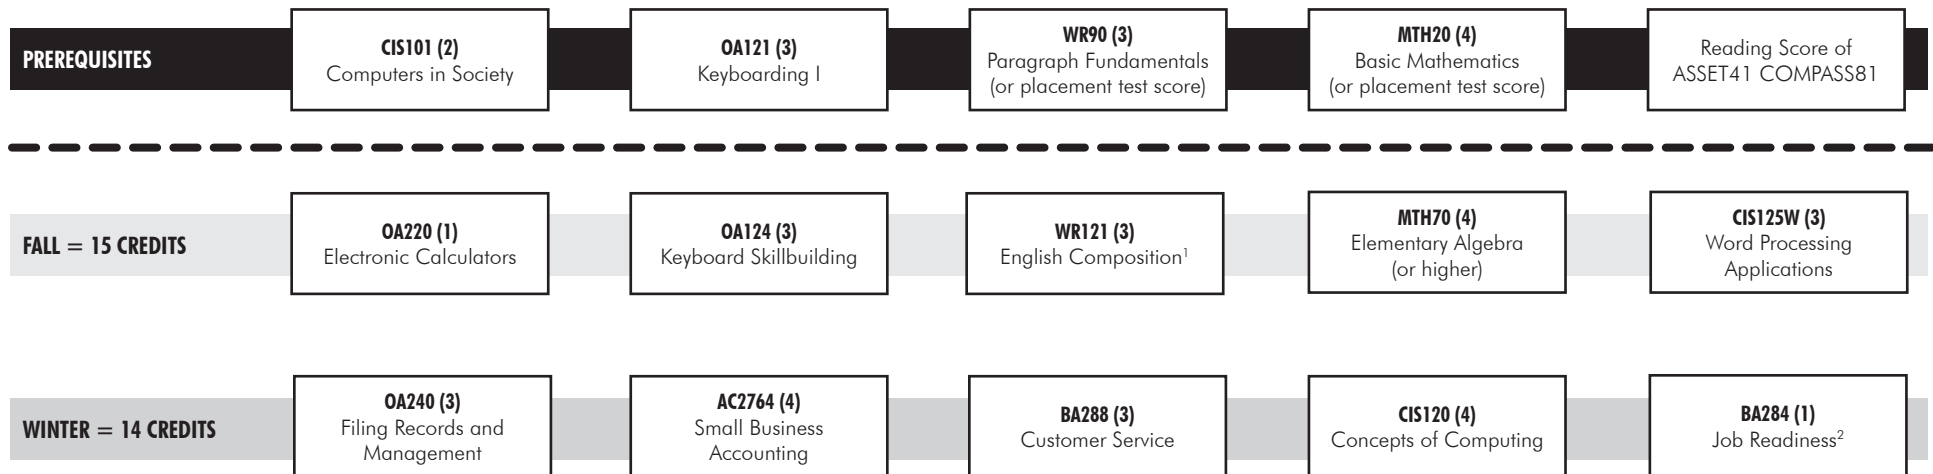 PREREQUISITES
CIS101 (2)
Computers in Society
OA121 (3)
Keyboarding I
WR90 (3)
Paragraph Fundamentals
(or placement test score)
MTH20 (4)
Basic Mathematics
(or placement test score)
Reading Score of
ASSET41 COMPASS81
FALL = 15 CREDITS
OA220 (1)
Electronic Calculators
OA124 (3)
Keyboard Skillbuilding
WR121 (3)
English Composition¹
MTH70 (4)
Elementary Algebra
(or higher)
CIS125W (3)
Word Processing
Applications
WINTER = 14 CREDITS
OA240 (3)
Filing Records and
Management
AC2764 (4)
Small Business
Accounting
BA288 (3)
Customer Service
CIS120 (4)
Concepts of Computing
BA284 (1)
Job Readiness²